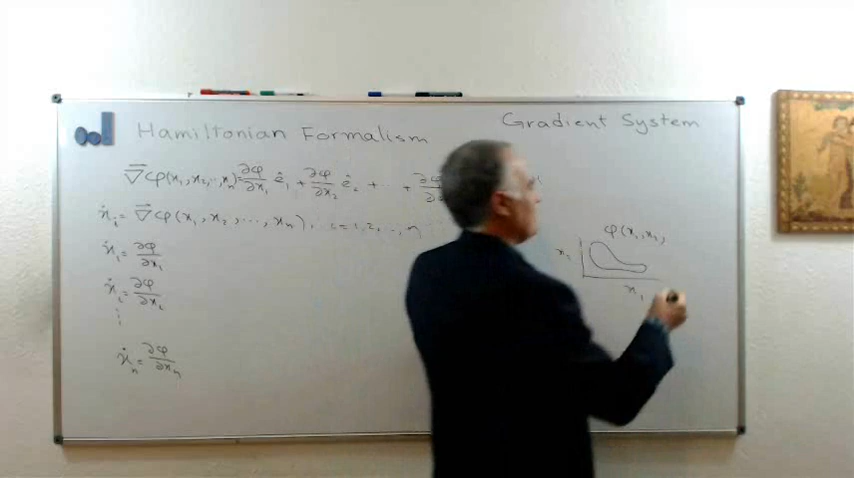 Hamiltonian Formalism
Gradient System
∇φ(x₁,x₂,..,xₙ)=∂φ/∂x₁ ê₁ + ∂φ/∂x₂ ê₂ + ... + ∂φ
ẋᵢ = ∇φ(x₁, x₂, ..., xₙ), i=1,2,..,n
ẋ₁ = ∂φ/∂x₁
ẋ₂ = ∂φ/∂x₂
⋮
ẋₙ = ∂φ/∂xₙ
φ(x₁,x₂,
x₂
x₁